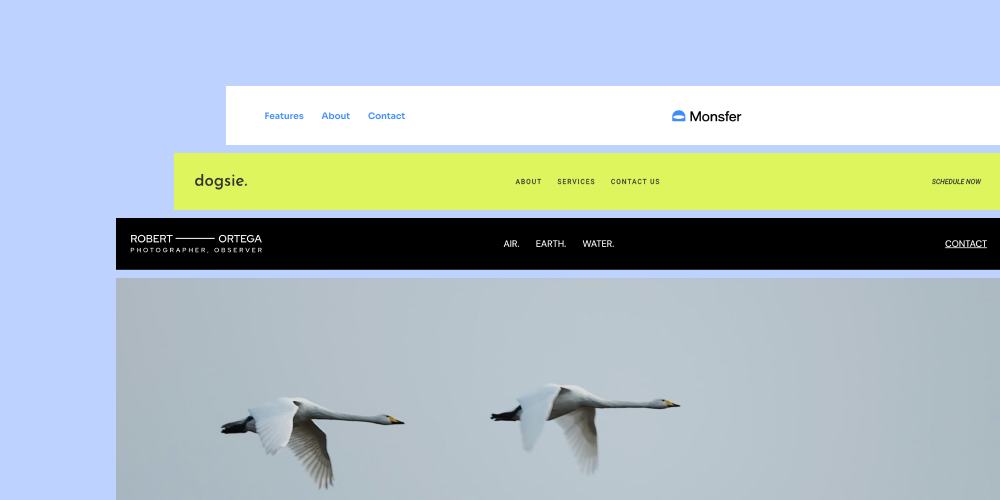 Features About Contact Monsfer
dogsie. ABOUT SERVICES CONTACT US SCHEDULE NOW
ROBERT ORTEGA AIR. EARTH. WATER. CONTACT
PHOTOGRAPHER, OBSERVER